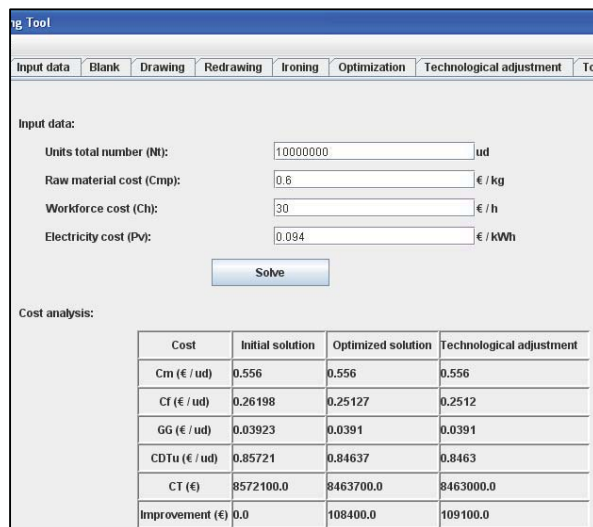 ng Tool
Input data Blank Drawing Redrawing Ironing Optimization Technological adjustment To
Input data:
Units total number (Nt): 10000000 ud
Raw material cost (Cmp): 0.6 € / kg
Workforce cost (Ch): 30 € / h
Electricity cost (Pv): 0.094 € / kWh
Solve
Cost analysis:
Cost Initial solution Optimized solution Technological adjustment
Cm (€ / ud) 0.556 0.556 0.556
Cf (€ / ud) 0.26198 0.25127 0.2512
GG (€ / ud) 0.03923 0.0391 0.0391
CDTu (€ / ud) 0.85721 0.84637 0.8463
CT (€) 8572100.0 8463700.0 8463000.0
Improvement (€) 0.0 108400.0 109100.0